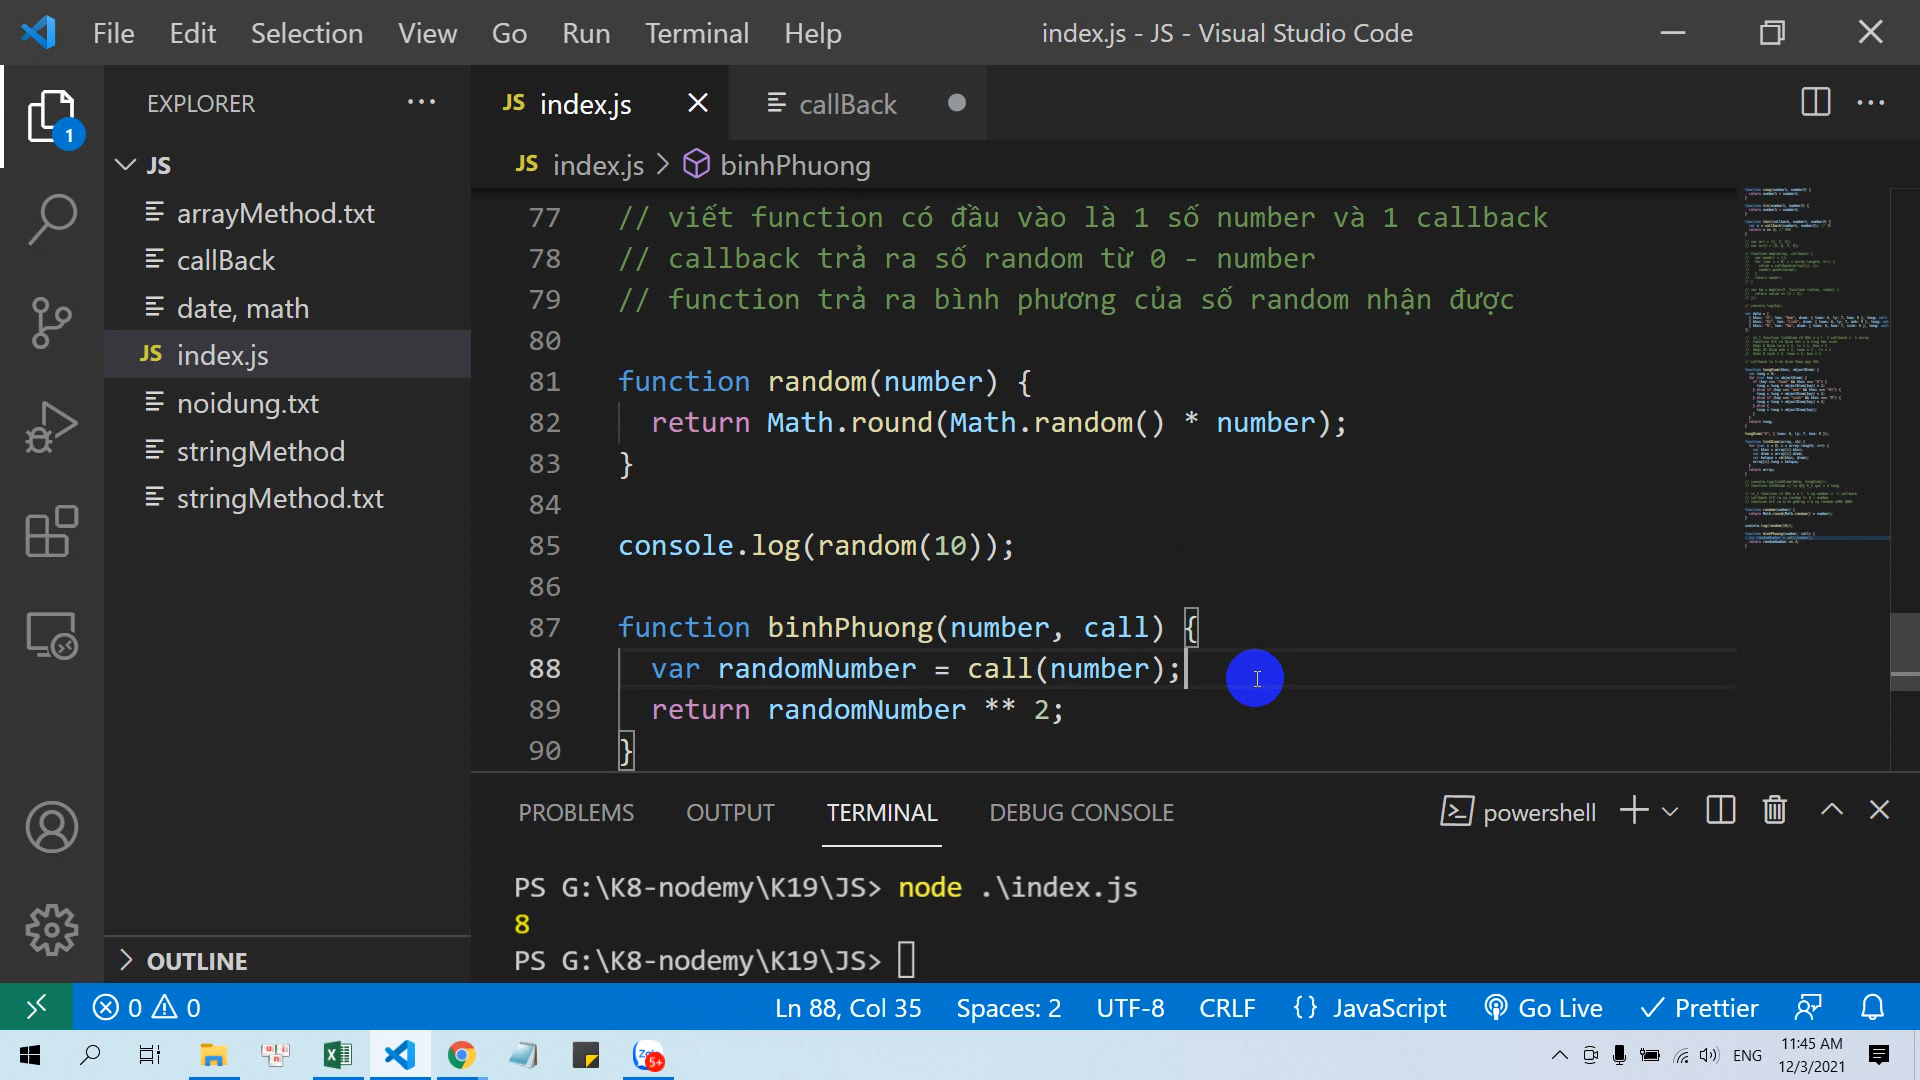 File Edit Selection View Go Run Terminal Help
index.js - JS - Visual Studio Code
EXPLORER
JS index.js
callBack
JS index.js > binhPhuong
1
JS
arrayMethod.txt
callBack
date, math
JS index.js
noidung.txt
stringMethod
stringMethod.txt
OUTLINE
77 // viết function có đầu vào là 1 số number và 1 callback
78 // callback trả ra số random từ 0 - number
79 // function trả ra bình phương của số random nhận được
80
81 function random(number) {
82 return Math.round(Math.random() * number);
83 }
84
85 console.log(random(10));
86
87 function binhPhuong(number, call) {
88 var randomNumber = call(number);
89 return randomNumber ** 2;
90 }
PROBLEMS OUTPUT TERMINAL DEBUG CONSOLE
powershell
PS G:\K8-nodemy\K19\JS> node .\index.js
8
PS G:\K8-nodemy\K19\JS>
0 0
Ln 88, Col 35 Spaces: 2 UTF-8 CRLF {} JavaScript Go Live Prettier
5+
ENG
11:45 AM
12/3/2021